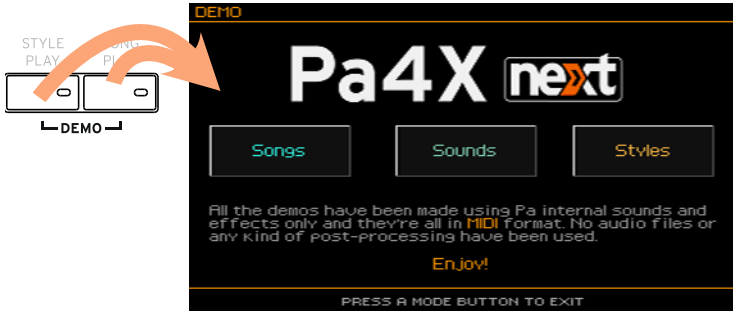 STYLE
PLAY
DEMO
DEMO
Pa4X next
Songs
Sounds
Styles
All the demos have been made using Pa internal sounds and
effects only and they're all in MIDI format. No audio files or
any kind of post-processing have been used.
Enjoy!
PRESS A MODE BUTTON TO EXIT